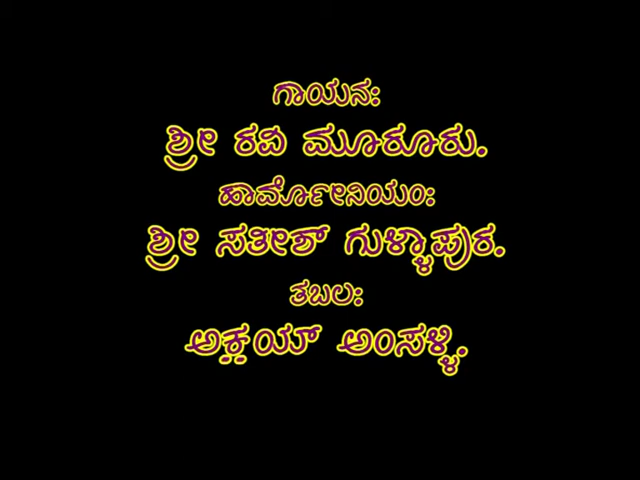 ಗಾಯನಃ
ಶ್ರೀ ರವಿ ಮೂರೂರು.
ಹಾರ್ಮೋನಿಯಂಃ
ಶ್ರೀ ಸತೀಶ್ ಗುಳ್ಳಾಪುರ.
ತಬಲಃ
ಅಕ್ಷಯ್ ಅಂಸಳ್ಳಿ.